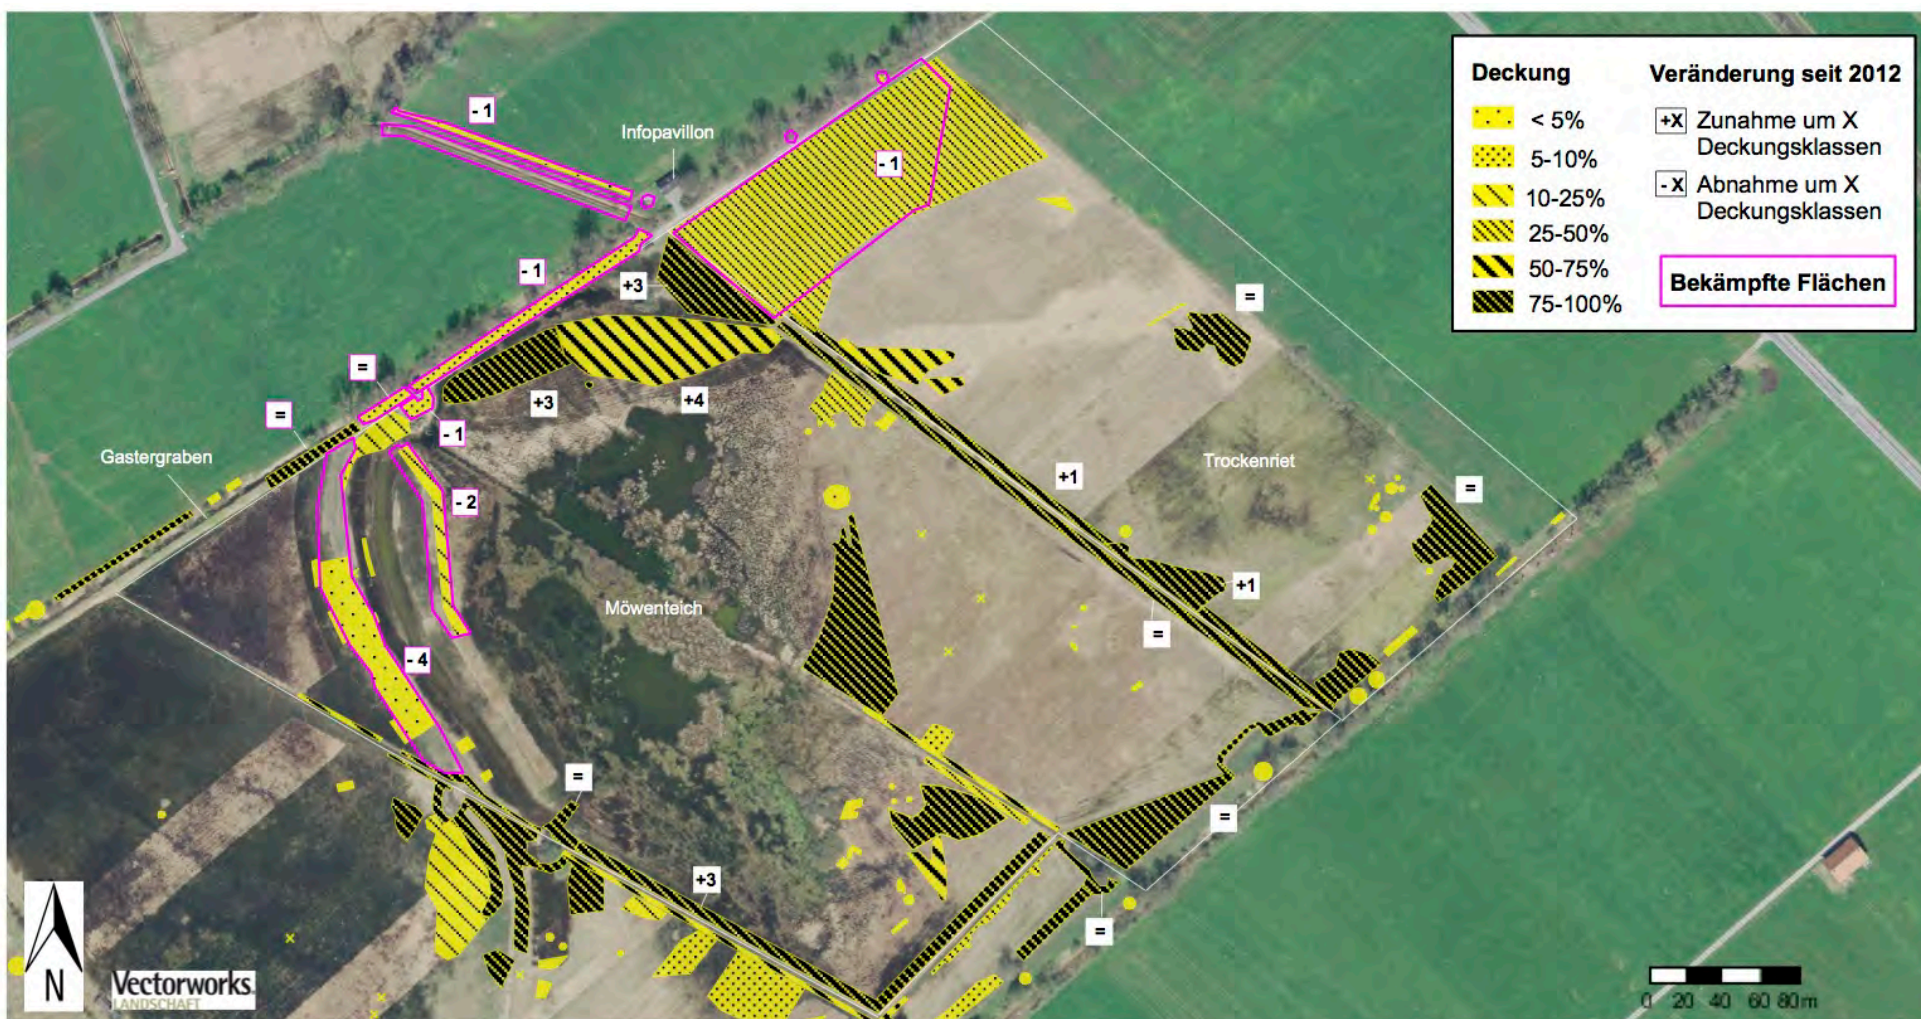 Deckung
< 5%
5-10%
10-25%
25-50%
50-75%
75-100%
Veränderung seit 2012
+X Zunahme um X
Deckungsklassen
- X Abnahme um X
Deckungsklassen
Bekämpfte Flächen
- 1
Infopavillon
- 1
- 1
+3
=
=
+3
+4
=
- 1
Gastergraben
Trockenriet
+1
=
- 2
+1
Möwenteich
=
- 4
=
=
+3
=
N
Vectorworks
LANDSCHAFT
0 20 40 60 80m